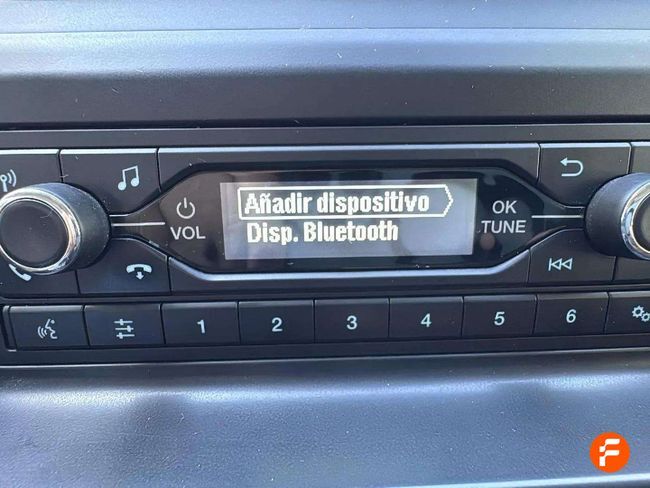 Añadir dispositivo
Disp. Bluetooth
VOL
OK
TUNE
1 2 3 4 5 6